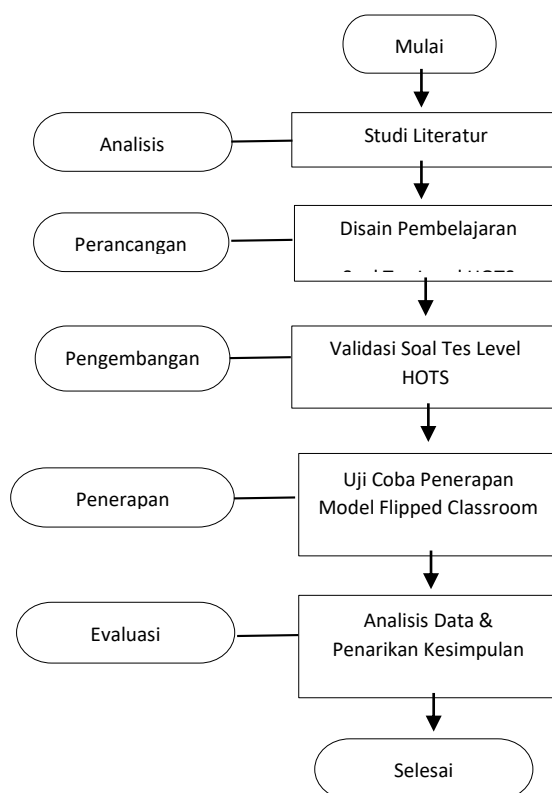 Mulai
Analisis
Studi Literatur
Perancangan
Disain Pembelajaran
Pengembangan
Validasi Soal Tes Level
HOTS
Penerapan
Uji Coba Penerapan
Model Flipped Classroom
Evaluasi
Analisis Data &
Penarikan Kesimpulan
Selesai